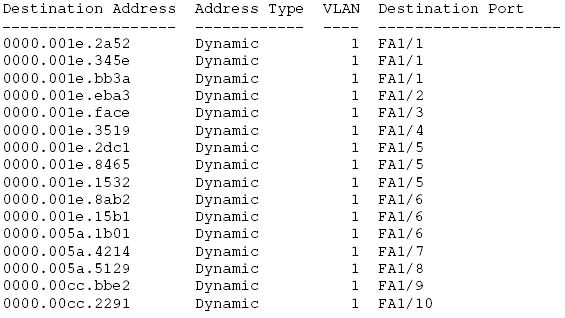 Destination Address  Address Type  VLAN  Destination Port
-------------------  ------------  ----  --------------------
0000.001e.2a52       Dynamic          1  FA1/1
0000.001e.345e       Dynamic          1  FA1/1
0000.001e.bb3a       Dynamic          1  FA1/1
0000.001e.eba3       Dynamic          1  FA1/2
0000.001e.face       Dynamic          1  FA1/3
0000.001e.3519       Dynamic          1  FA1/4
0000.001e.2dc1       Dynamic          1  FA1/5
0000.001e.8465       Dynamic          1  FA1/5
0000.001e.1532       Dynamic          1  FA1/5
0000.001e.8ab2       Dynamic          1  FA1/6
0000.001e.15b1       Dynamic          1  FA1/6
0000.005a.1b01       Dynamic          1  FA1/6
0000.005a.4214       Dynamic          1  FA1/7
0000.005a.5129       Dynamic          1  FA1/8
0000.00cc.bbe2       Dynamic          1  FA1/9
0000.00cc.2291       Dynamic          1  FA1/10